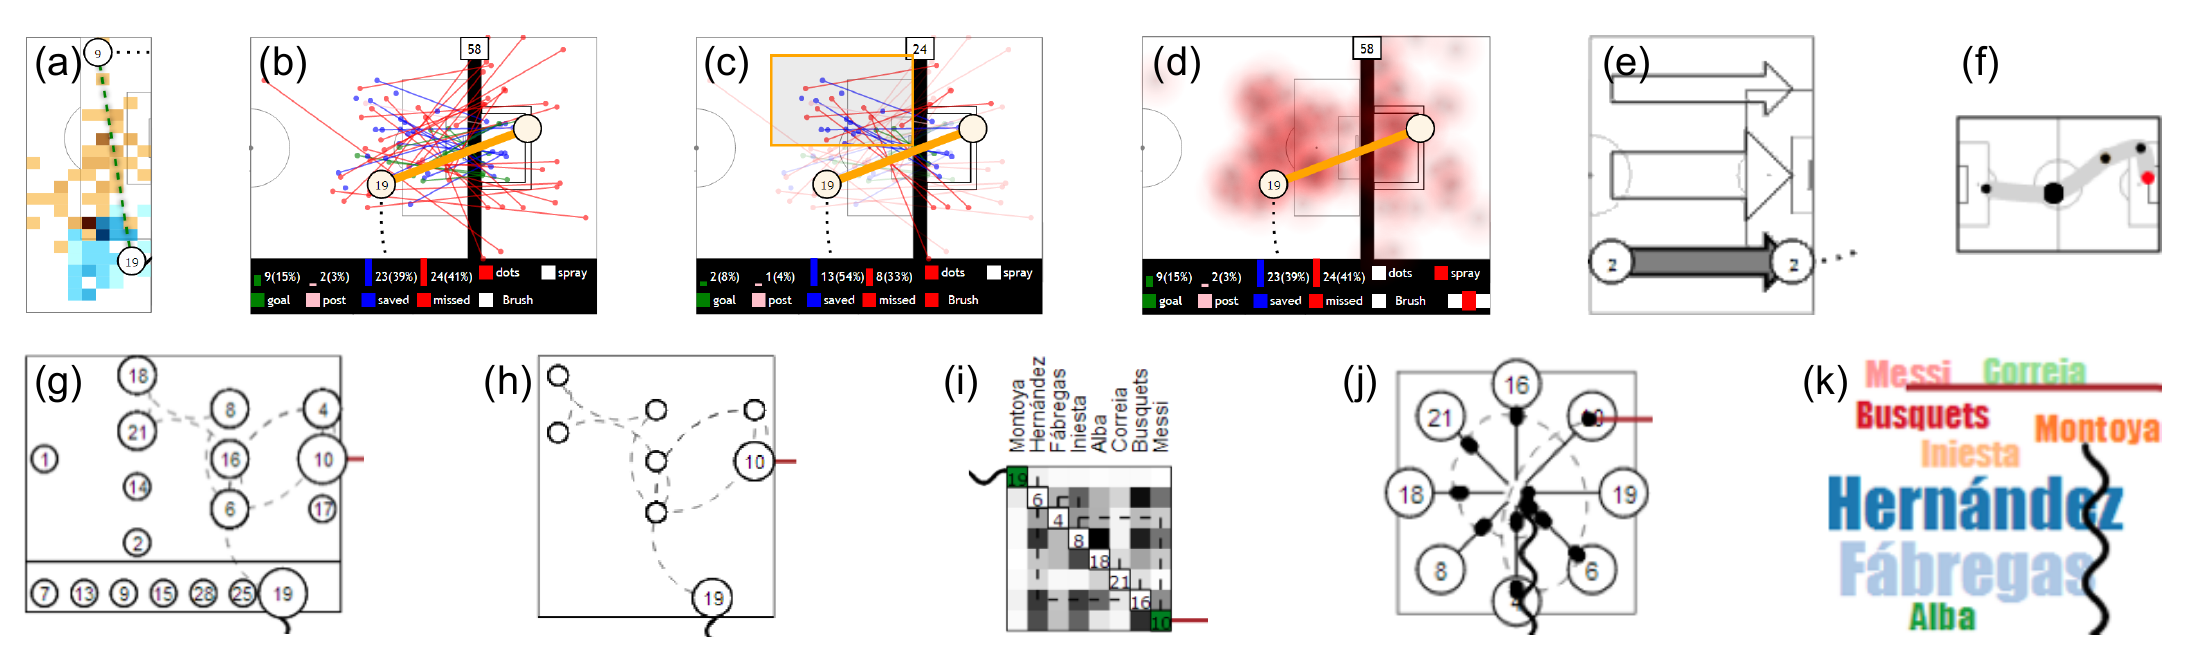 (a)
9
19
(b)
58
19
9(15%) 2(3%) 23(39%) 24(41%) dots spray
goal post saved missed Brush
(c)
24
19
2(8%) 1(4%) 13(54%) 8(33%) dots spray
goal post saved missed Brush
(d)
58
19
9(15%) 2(3%) 23(39%) 24(41%) dots spray
goal post saved missed Brush
(e)
2 2
(f)
(g)
18
8 4
21
1 16 10
14
6 17
2
7 13 9 15 28 25 19
(h)
10
19
(i)
Montoya
Hernández
Fábregas
Iniesta
Alba
Correia
Busquets
Messi
19
6
4
8
18
21
16
10
(j)
16
21
18 19
8 6
(k)
Messi Correia
Busquets
Montoya
Iniesta
Hernández
Fábregas
Alba